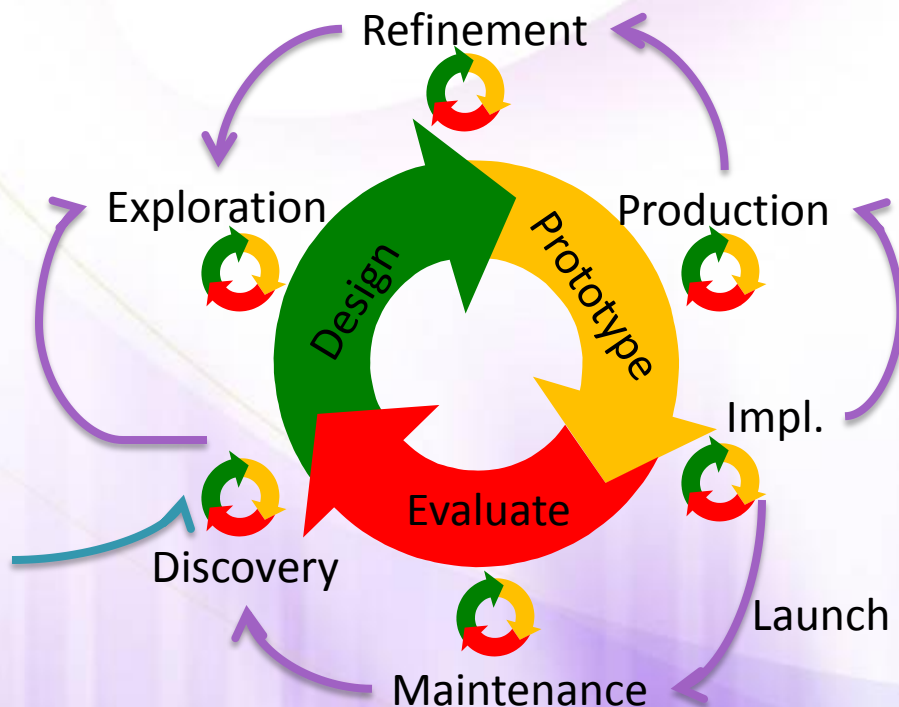 Refinement
Exploration
Production
Design
Prototype
Impl.
Evaluate
Discovery
Launch
Maintenance